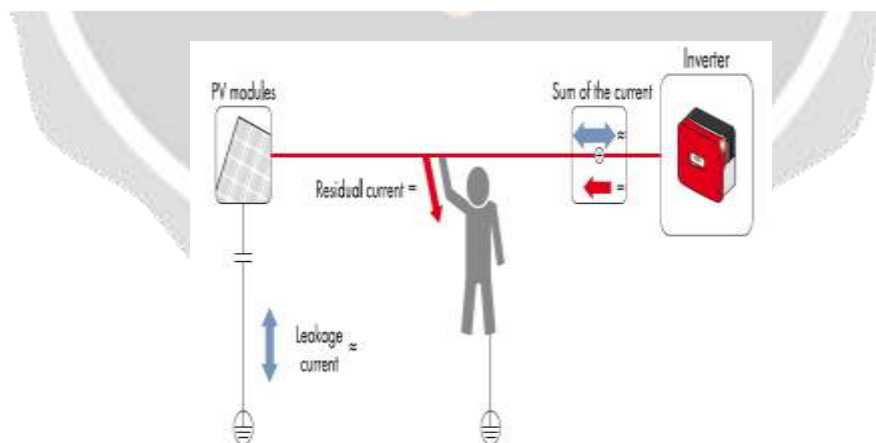 Inverter
PV modules
Sum of the current
≈
Residual current =
=
Leakage ≈
current